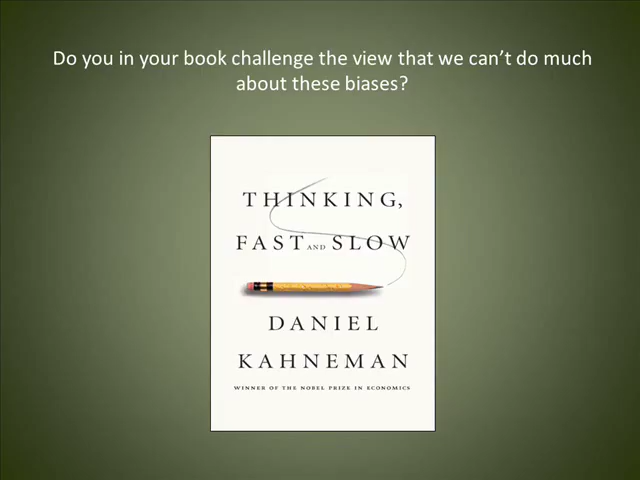 Do you in your book challenge the view that we can't do much
about these biases?
THINKING,
FAST AND SLOW
DANIEL
KAHNEMAN
WINNER OF THE NOBEL PRIZE IN ECONOMICS